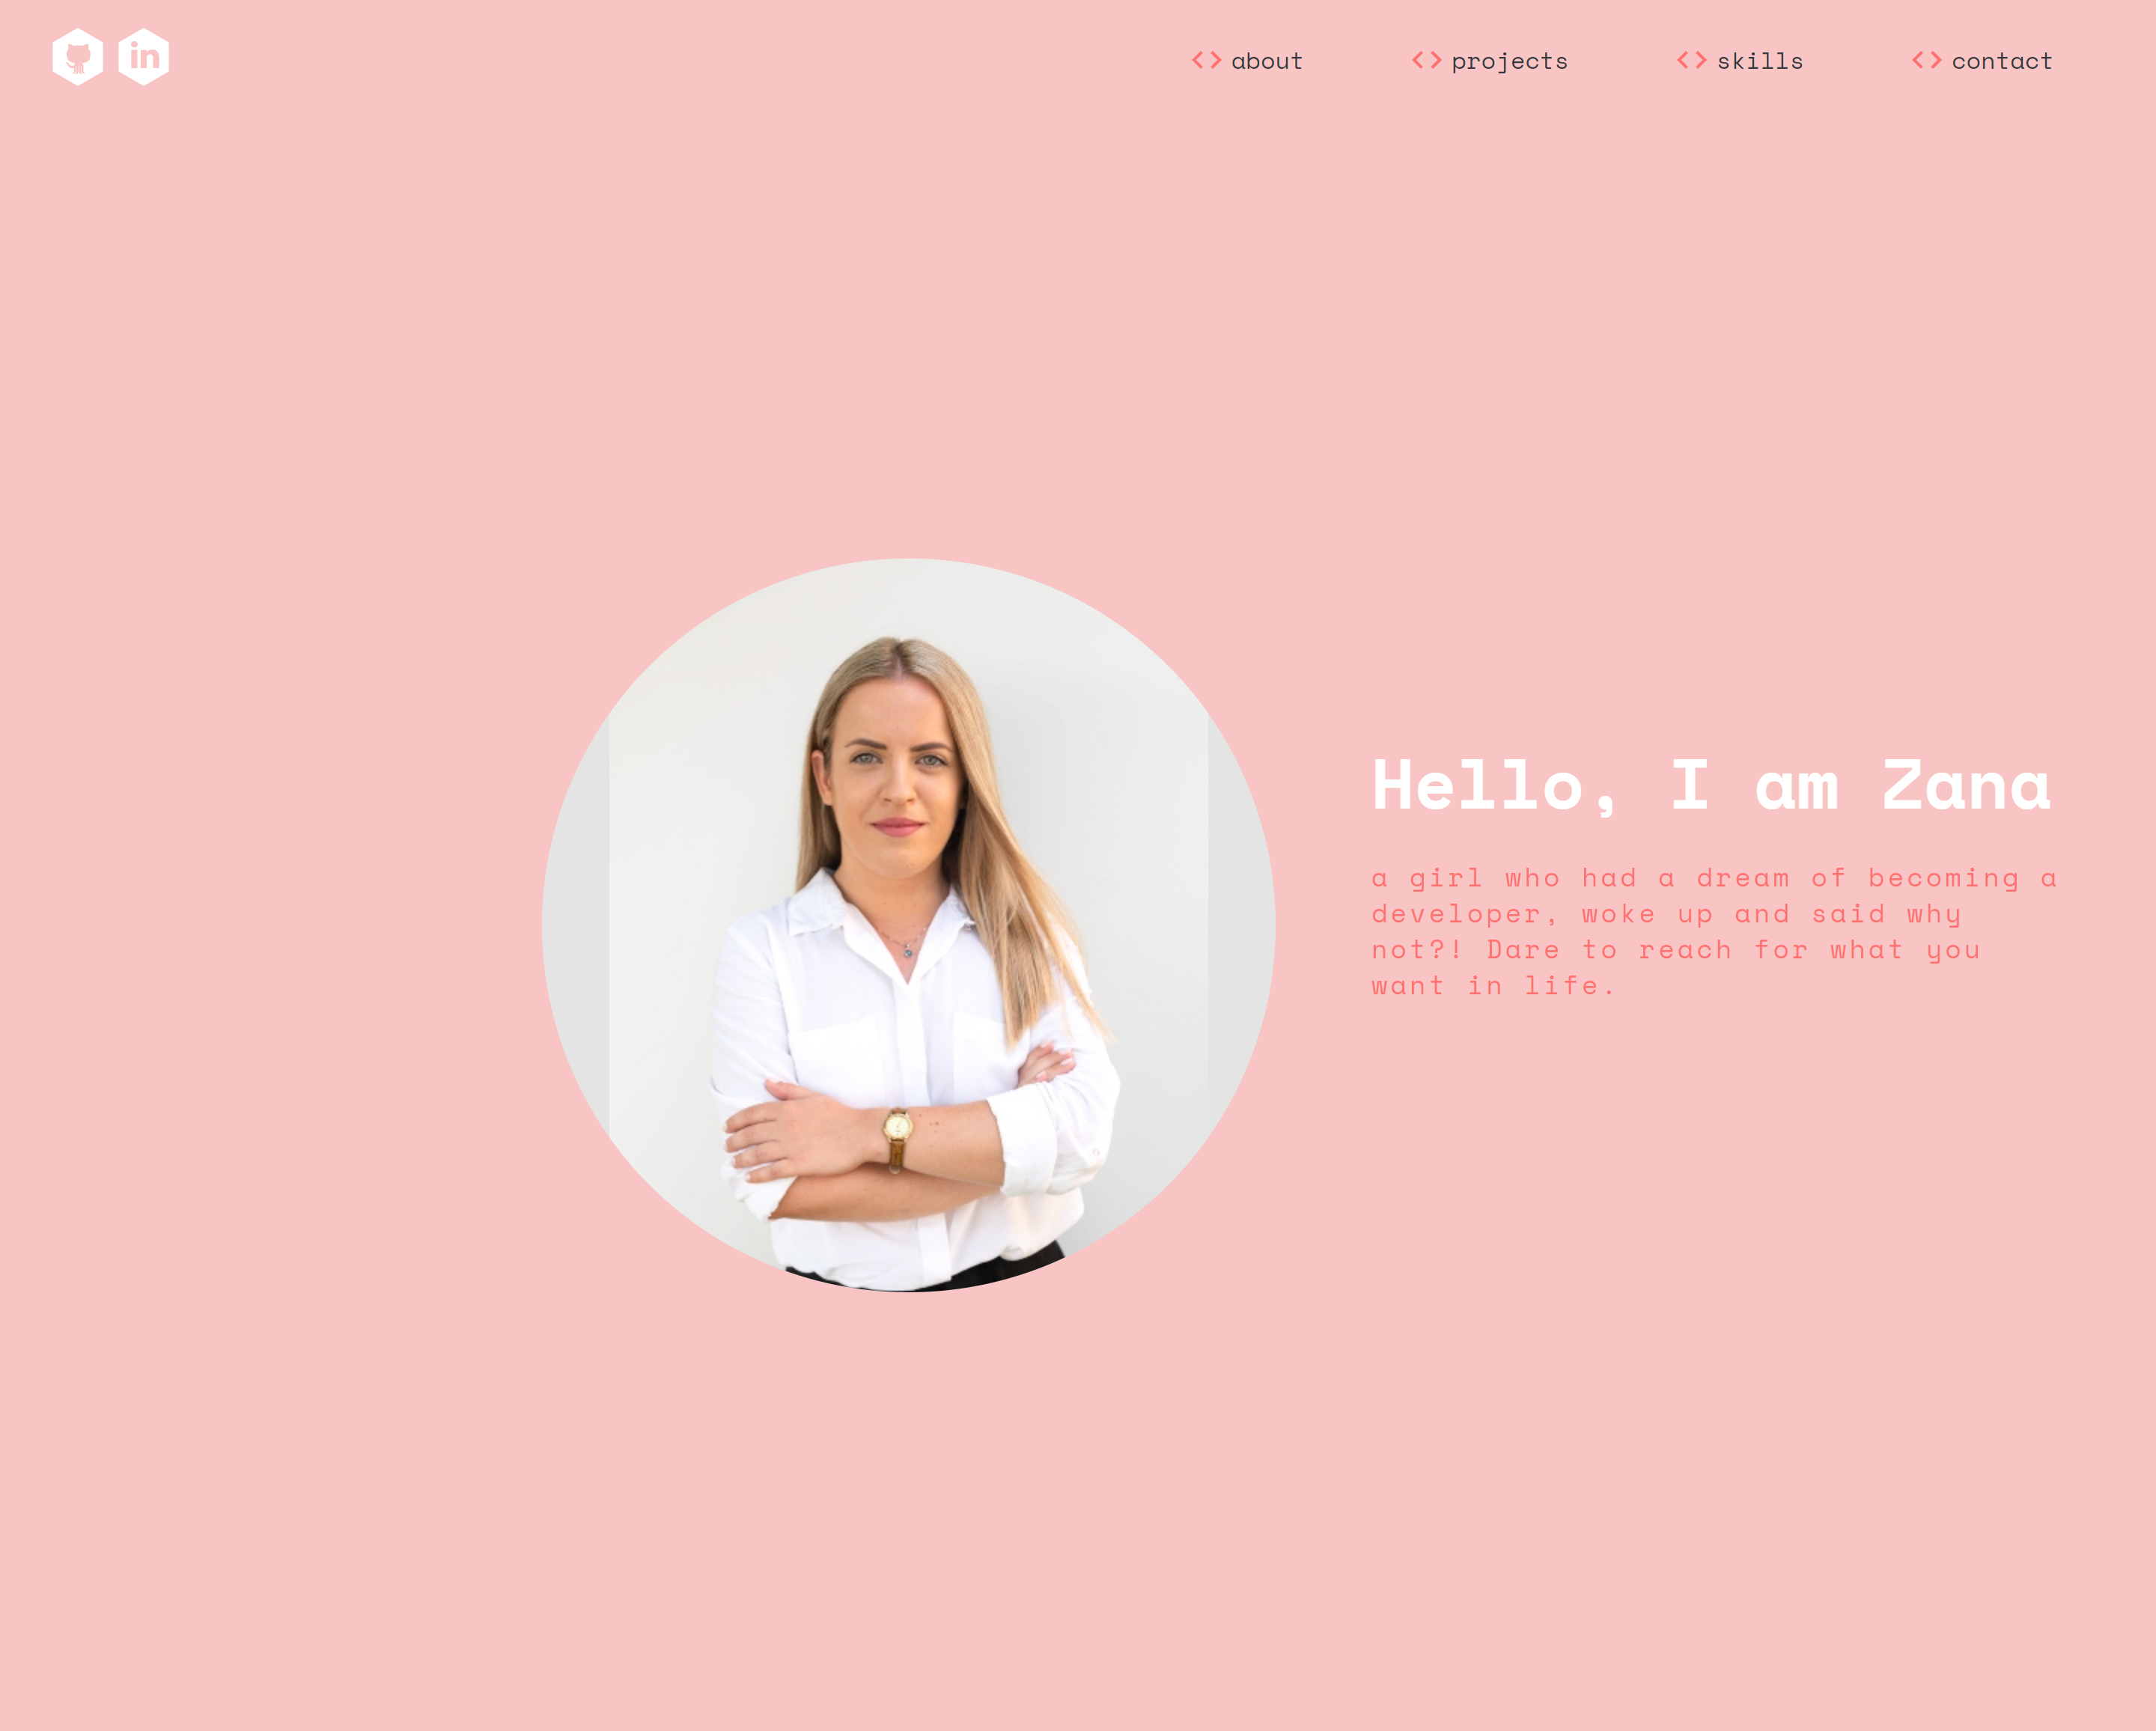 in
<> about
<> projects
<> skills
<> contact
Hello, I am Zana
a girl who had a dream of becoming a
developer, woke up and said why
not?! Dare to reach for what you
want in life.